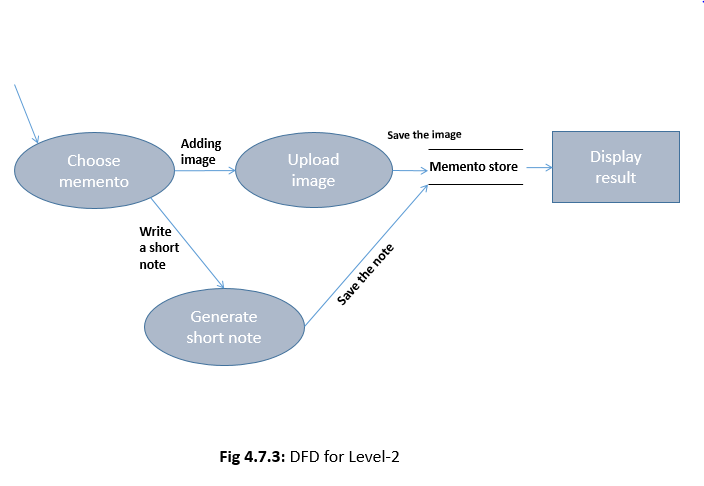 Save the image
Adding
image
Choose
memento
Upload
image
Memento store
Display
result
Write
a short
note
Save the note
Generate
short note
Fig 4.7.3: DFD for Level-2